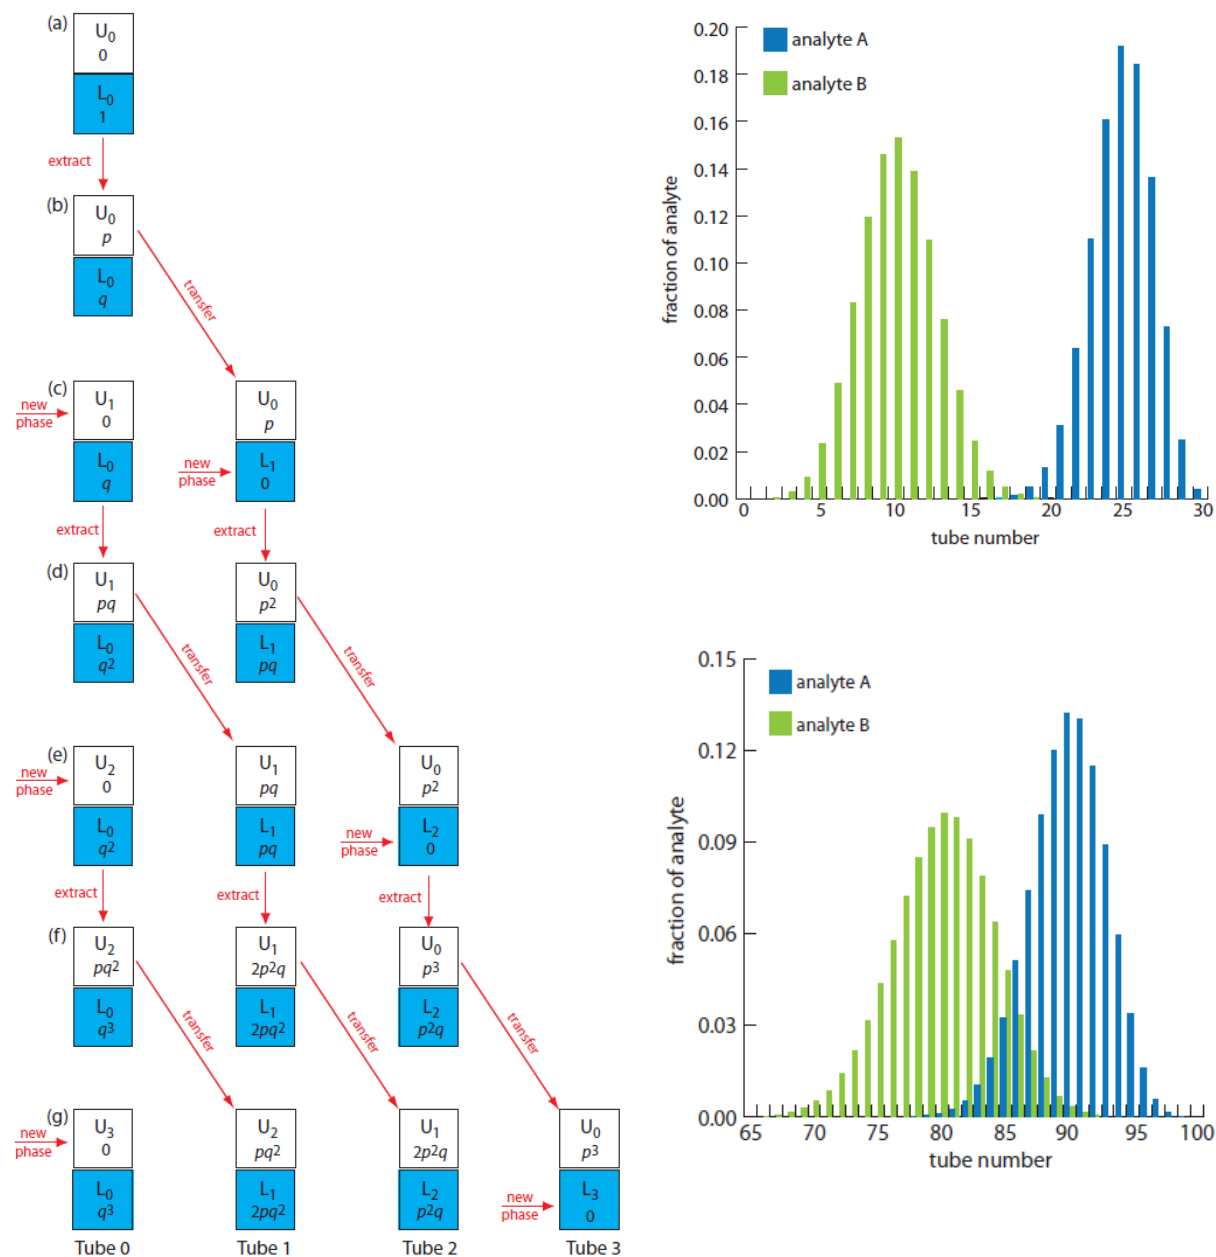 (a)
U0
0
L0
1
extract
(b)
U0
p
L0
q
transfer
(c)
new
phase
U1
0
L0
q
U0
p
new
phase
L1
0
extract
extract
(d)
U1
pq
L0
q2
U0
p2
L1
pq
transfer
transfer
(e)
new
phase
U2
0
L0
q2
U1
pq
L1
pq
U0
p2
new
phase
L2
0
extract
extract
extract
(f)
U2
pq2
L0
q3
U1
2p2q
L1
2pq2
U0
p3
L2
p2q
transfer
transfer
transfer
(g)
new
phase
U3
0
L0
q3
U2
pq2
L1
2pq2
U1
2p2q
L2
p2q
U0
p3
new
phase
L3
0
Tube 0 Tube 1 Tube 2 Tube 3
analyte A
analyte B
fraction of analyte
0.20
0.18
0.16
0.14
0.12
0.10
0.08
0.06
0.04
0.02
0.00
0 5 10 15 20 25 30
tube number
analyte A
analyte B
fraction of analyte
0.15
0.12
0.09
0.06
0.03
0.00
65 70 75 80 85 90 95 100
tube number